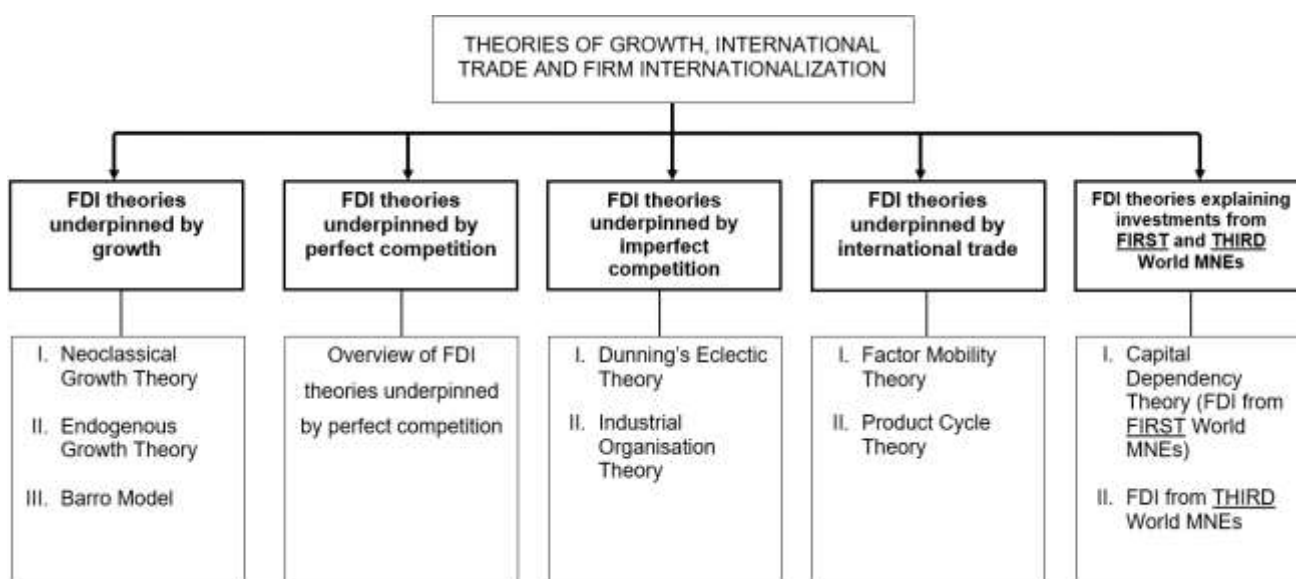 THEORIES OF GROWTH, INTERNATIONAL
TRADE AND FIRM INTERNATIONALIZATION
FDI theories
underpinned by
growth
FDI theories
underpinned by
perfect competition
FDI theories
underpinned by
imperfect
competition
FDI theories
underpinned by
international trade
FDI theories explaining
investments from
FIRST and THIRD
World MNEs
I. Neoclassical
Growth Theory
II. Endogenous
Growth Theory
III. Barro Model
Overview of FDI
theories underpinned
by perfect competition
I. Dunning's Eclectic
Theory
II. Industrial
Organisation
Theory
I. Factor Mobility
Theory
II. Product Cycle
Theory
I. Capital
Dependency
Theory (FDI from
FIRST World
MNEs)
II. FDI from THIRD
World MNEs